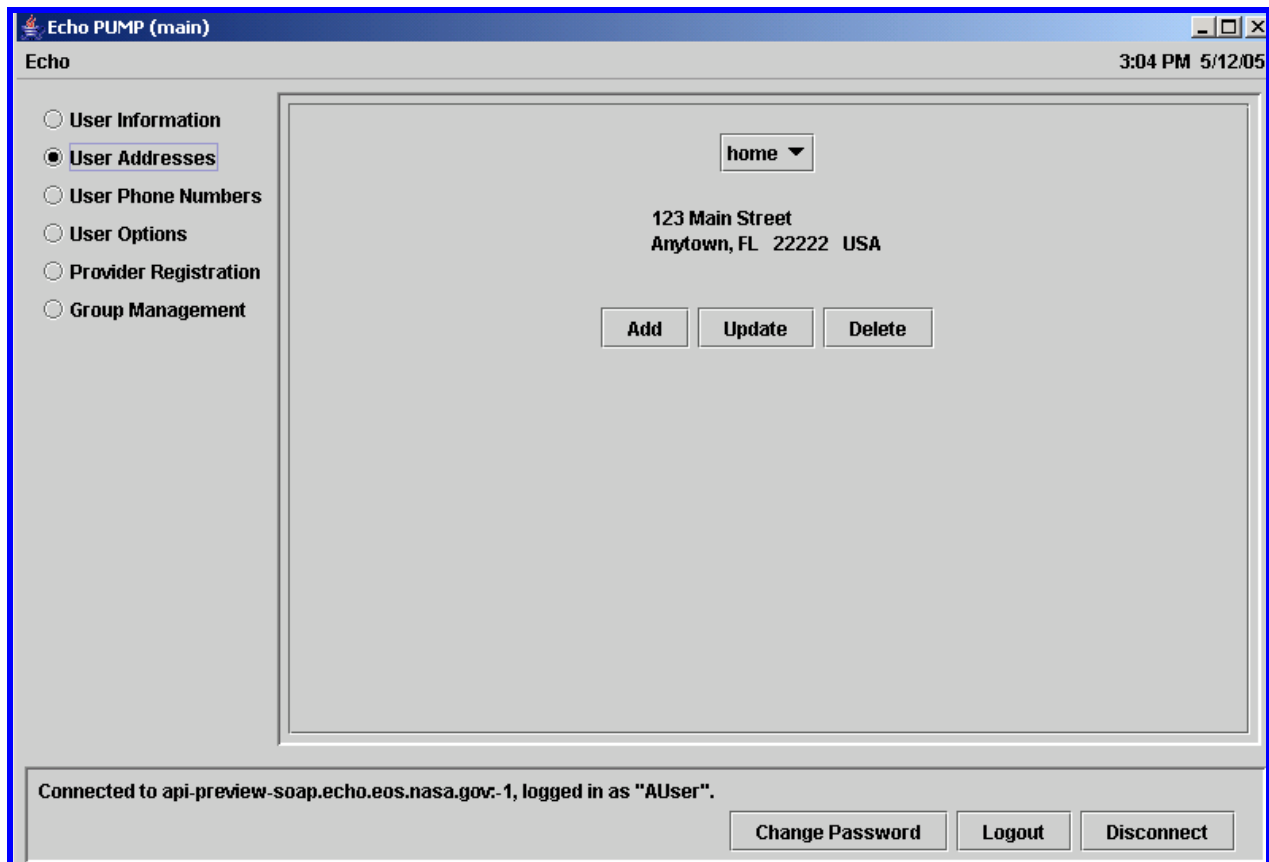 Echo PUMP (main)
Echo 3:04 PM 5/12/05
User Information
User Addresses
User Phone Numbers
User Options
Provider Registration
Group Management
home
123 Main Street
Anytown, FL 22222 USA
Add Update Delete
Connected to api-preview-soap.echo.eos.nasa.gov:-1, logged in as "AUser".
Change Password Logout Disconnect